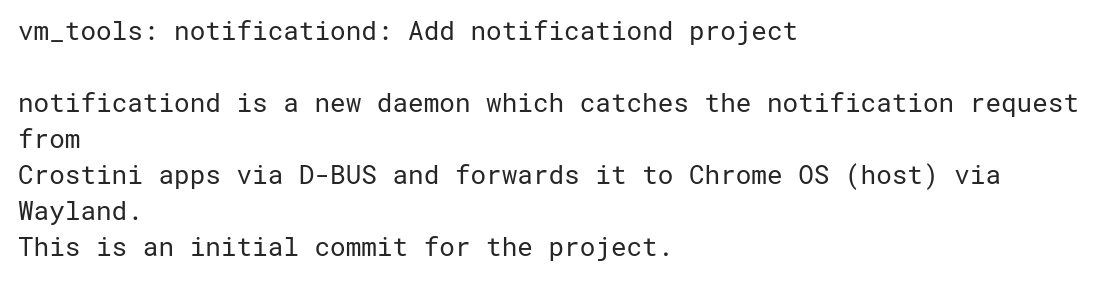 vm_tools: notificationd: Add notificationd project

notificationd is a new daemon which catches the notification request
from
Crostini apps via D-BUS and forwards it to Chrome OS (host) via
Wayland.
This is an initial commit for the project.